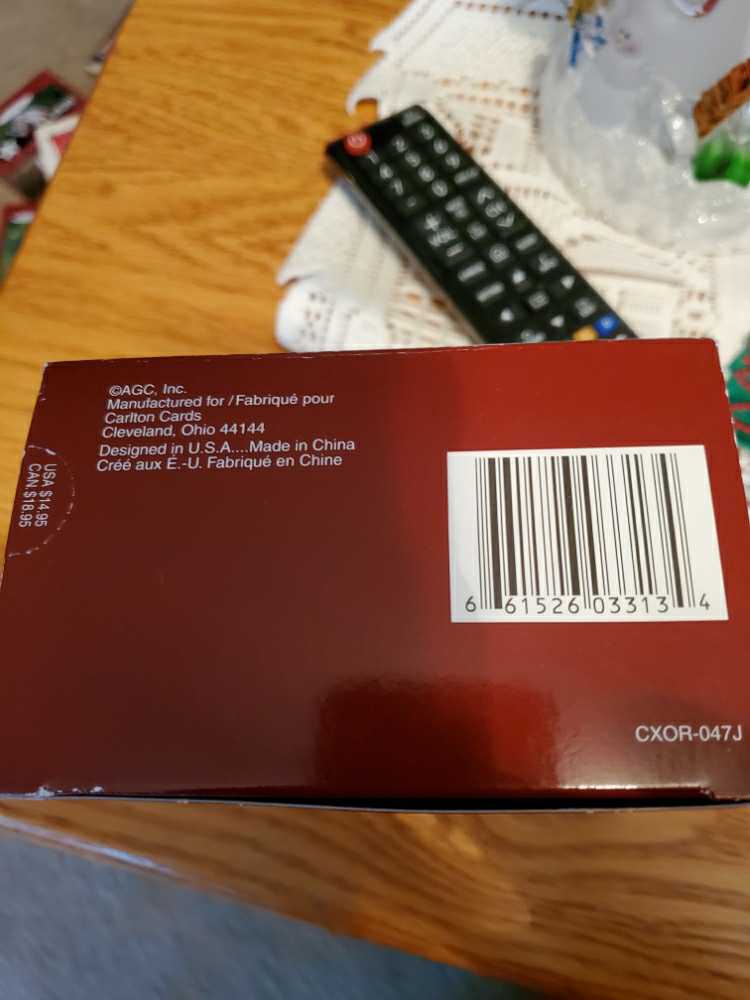 ©AGC, Inc.
Manufactured for / Fabriqué pour
Carlton Cards
Cleveland, Ohio 44144
Designed in U.S.A....Made in China
Créé aux É.-U. Fabriqué en Chine
USA $14.95
CAN.$18.95
6 61526 03313 4
CXOR-047J